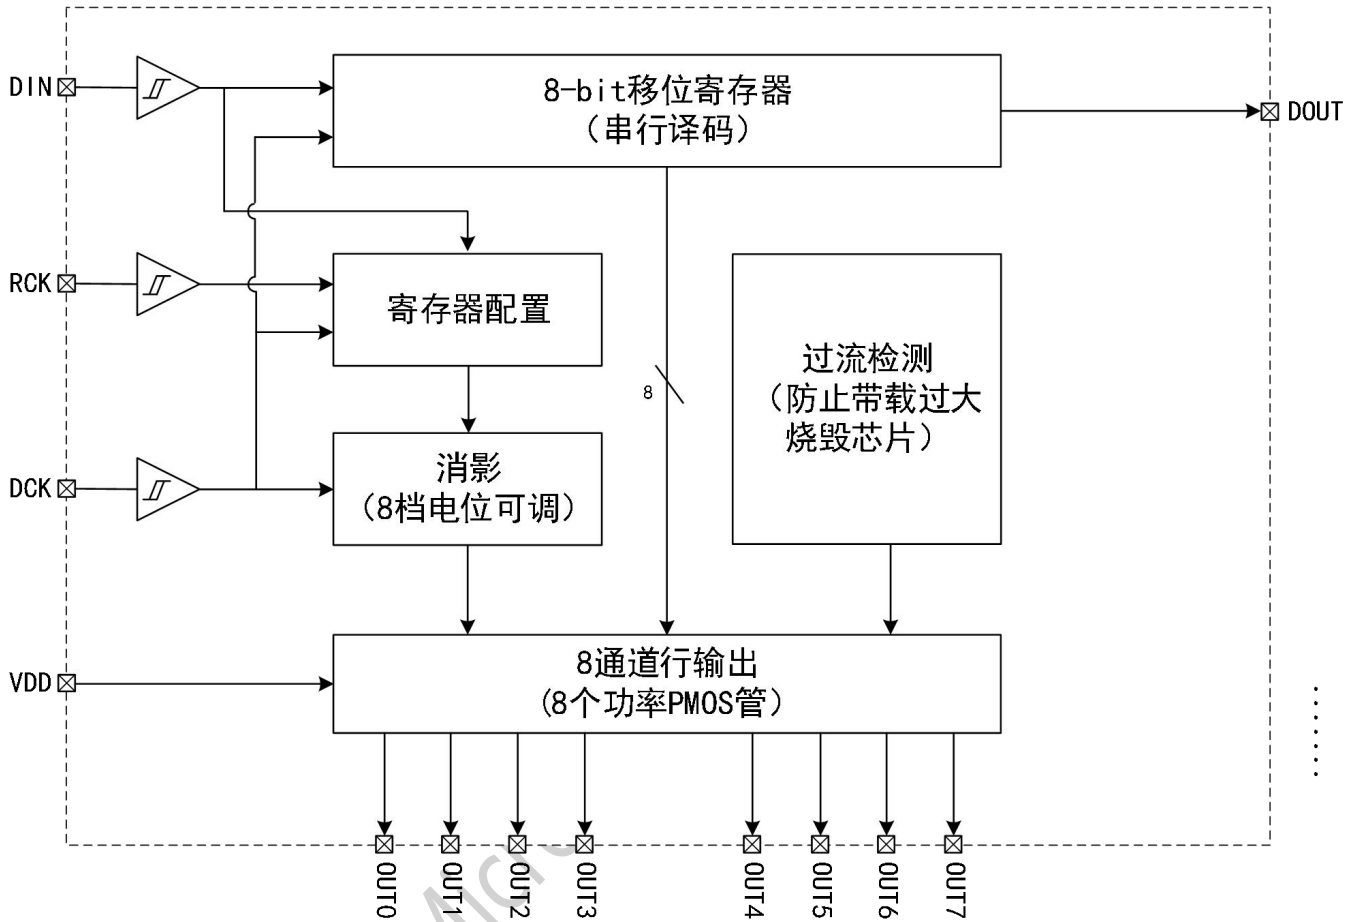 DIN
8-bit移位寄存器
（串行译码）
DOUT
RCK
寄存器配置
过流检测
（防止带载过大
烧毁芯片）
8
DCK
消影
(8档电位可调)
VDD
8通道行输出
(8个功率PMOS管)
OUT0
OUT1
OUT2
OUT3
OUT4
OUT5
OUT6
OUT7